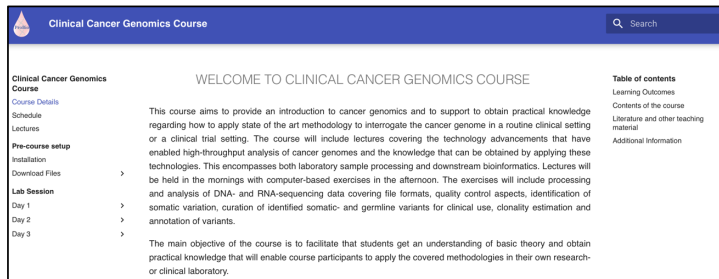 Clinical Cancer Genomics Course
Search
Clinical Cancer Genomics
Course
Course Details
Schedule
Lectures
Pre-course setup
Installation
Download Files
Lab Session
Day 1
Day 2
Day 3
WELCOME TO CLINICAL CANCER GENOMICS COURSE
This course aims to provide an introduction to cancer genomics and to support to obtain practical knowledge
regarding how to apply state of the art methodology to interrogate the cancer genome in a routine clinical setting
or a clinical trial setting. The course will include lectures covering the technology advancements that have
enabled high-throughput analysis of cancer genomes and the knowledge that can be obtained by applying these
technologies. This encompasses both laboratory sample processing and downstream bioinformatics. Lectures will
be held in the mornings with computer-based exercises in the afternoon. The exercises will include processing
and analysis of DNA- and RNA-sequencing data covering file formats, quality control aspects, identification of
somatic variation, curation of identified somatic- and germline variants for clinical use, clonality estimation and
annotation of variants.
The main objective of the course is to facilitate that students get an understanding of basic theory and obtain
practical knowledge that will enable course participants to apply the covered methodologies in their own research-
or clinical laboratory.
Table of contents
Learning Outcomes
Contents of the course
Literature and other teaching
material
Additional Information